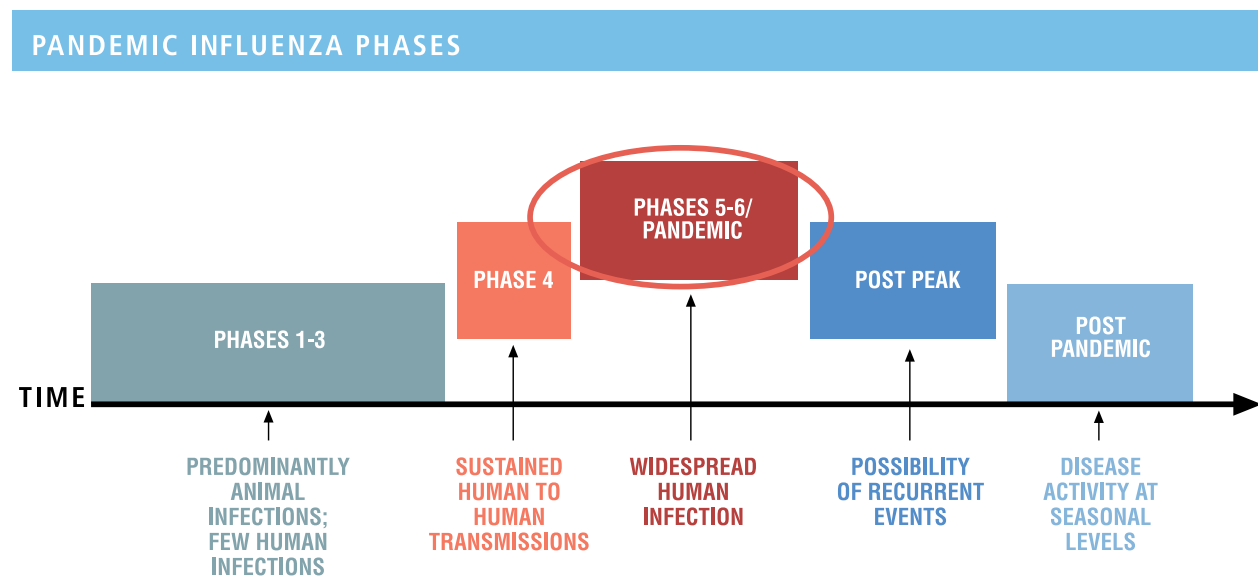 PANDEMIC INFLUENZA PHASES
PHASES 5-6/
PANDEMIC
PHASE 4
POST PEAK
PHASES 1-3
POST
PANDEMIC
TIME
PREDOMINANTLY
ANIMAL
INFECTIONS;
FEW HUMAN
INFECTIONS
SUSTAINED
HUMAN TO
HUMAN
TRANSMISSIONS
WIDESPREAD
HUMAN
INFECTION
POSSIBILITY
OF RECURRENT
EVENTS
DISEASE
ACTIVITY AT
SEASONAL
LEVELS